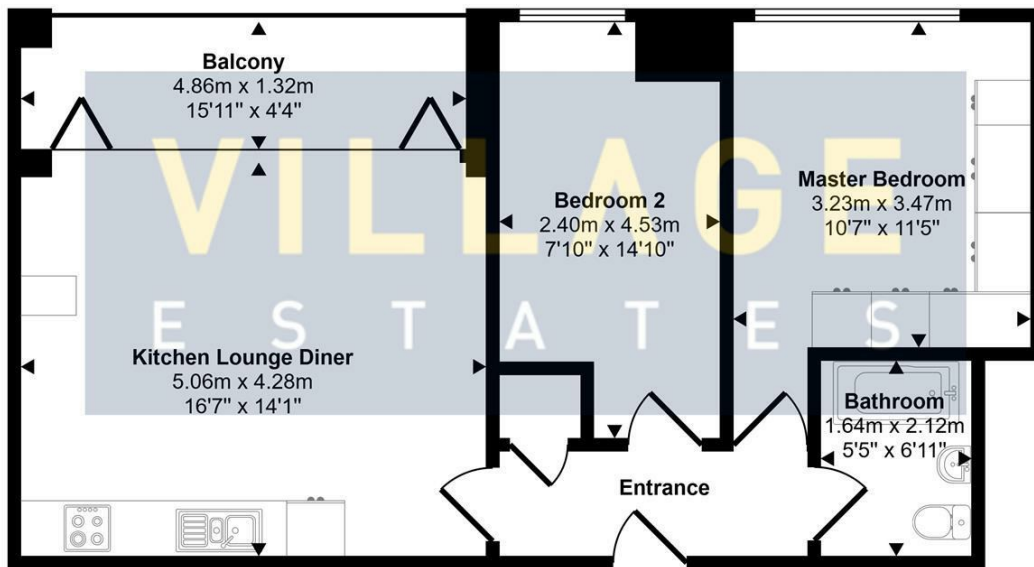 Balcony
4.86m x 1.32m
15'11" x 4'4"
VILLAGE
ESTATES
Bedroom 2
2.40m x 4.53m
7'10" x 14'10"
Master Bedroom
3.23m x 3.47m
10'7" x 11'5"
Kitchen Lounge Diner
5.06m x 4.28m
16'7" x 14'1"
Bathroom
1.64m x 2.12m
5'5" x 6'11"
Entrance